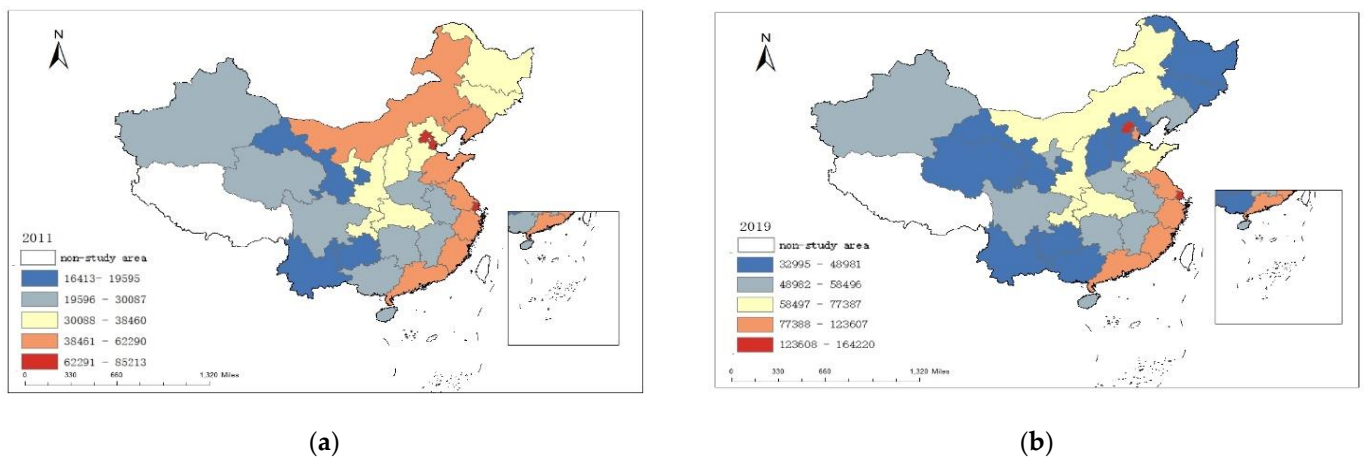 N
2011
non-study area
16413- 19595
19596 - 30087
30088 - 38460
38461 - 62290
62291 - 85213
0 330 660 1,320 Miles
(a)
N
2019
non-study area
32995 - 48981
48982 - 58496
58497 - 77387
77388 - 123607
123608 - 164220
0 330 660 1,320 Miles
(b)